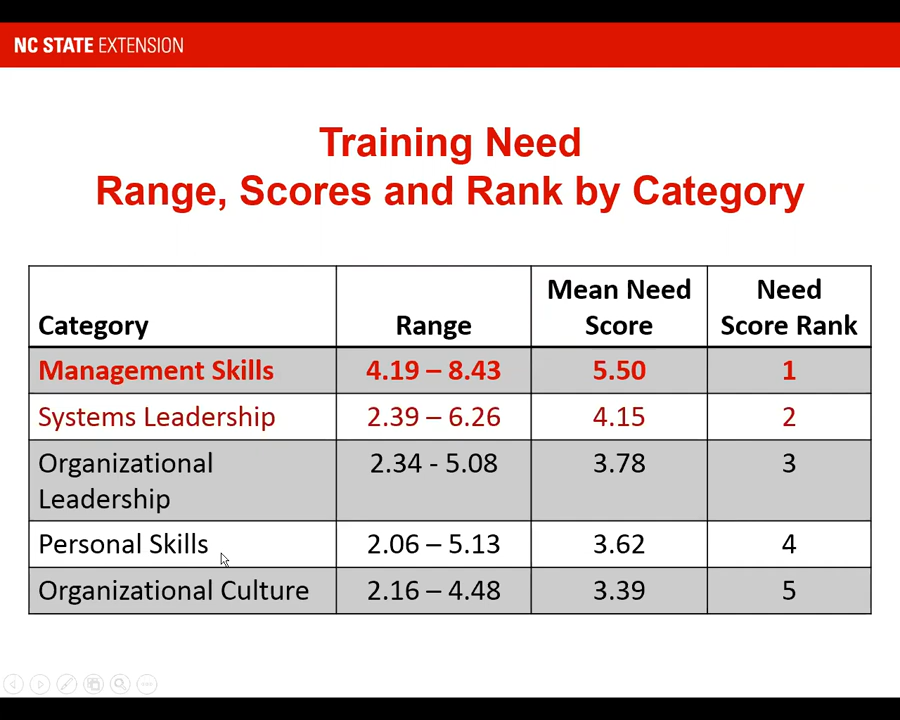 NC STATE EXTENSION
Training Need
Range, Scores and Rank by Category
Category Range Mean Need Score Need Score Rank
Management Skills 4.19 – 8.43 5.50 1
Systems Leadership 2.39 – 6.26 4.15 2
Organizational Leadership 2.34 - 5.08 3.78 3
Personal Skills 2.06 – 5.13 3.62 4
Organizational Culture 2.16 – 4.48 3.39 5